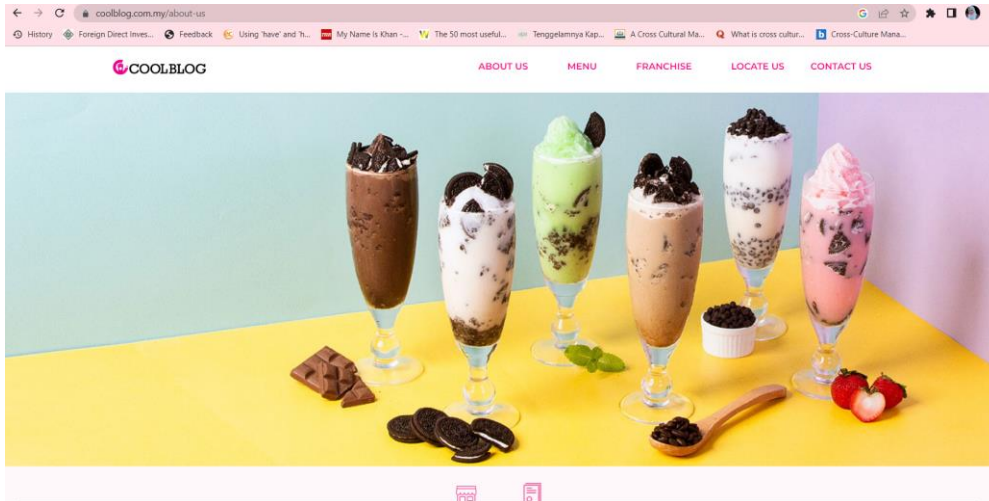 coolblog.com.my/about-us
History Foreign Direct Inves... Feedback Using 'have' and 'h... My Name Is Khan -... The 50 most useful... Tenggelamnya Kap... A Cross Cultural Ma... What is cross cultur... Cross-Culture Mana...
COOLBLOG ABOUT US MENU FRANCHISE LOCATE US CONTACT US